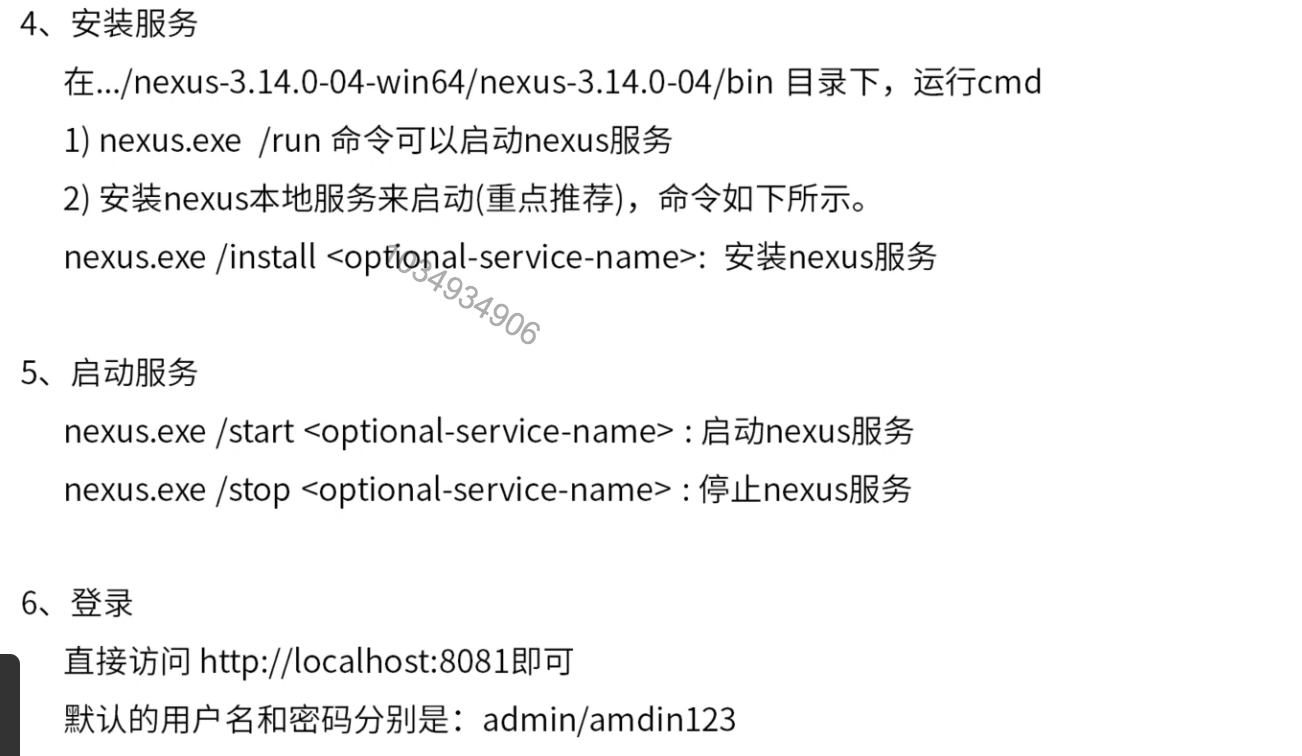 4、安装服务
在.../nexus-3.14.0-04-win64/nexus-3.14.0-04/bin 目录下，运行cmd
1) nexus.exe  /run 命令可以启动nexus服务
2) 安装nexus本地服务来启动(重点推荐)，命令如下所示。
nexus.exe /install <optional-service-name>:  安装nexus服务
1034934906
5、启动服务
nexus.exe /start <optional-service-name> : 启动nexus服务
nexus.exe /stop <optional-service-name> : 停止nexus服务
6、登录
直接访问 http://localhost:8081即可
默认的用户名和密码分别是：admin/amdin123